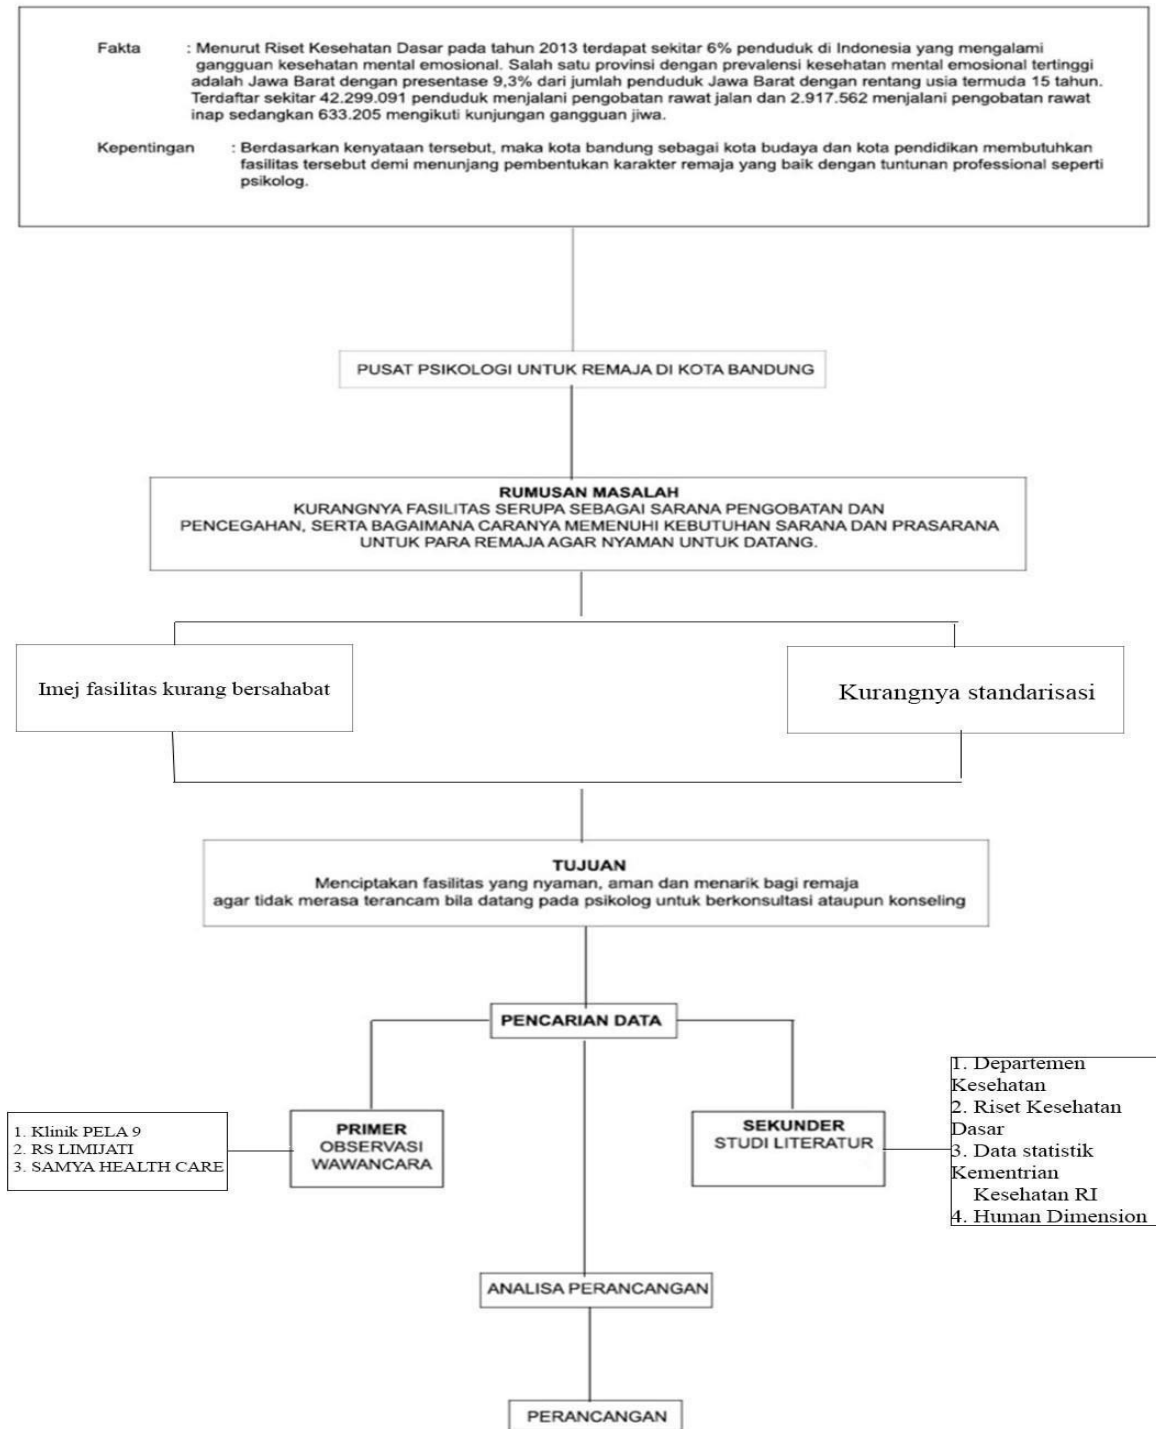 Fakta : Menurut Riset Kesehatan Dasar pada tahun 2013 terdapat sekitar 6% penduduk di Indonesia yang mengalami
gangguan kesehatan mental emosional. Salah satu provinsi dengan prevalensi kesehatan mental emosional tertinggi
adalah Jawa Barat dengan presentase 9,3% dari jumlah penduduk Jawa Barat dengan rentang usia termuda 15 tahun.
Terdaftar sekitar 42.299.091 penduduk menjalani pengobatan rawat jalan dan 2.917.562 menjalani pengobatan rawat
inap sedangkan 633.205 mengikuti kunjungan gangguan jiwa.
Kepentingan : Berdasarkan kenyataan tersebut, maka kota bandung sebagai kota budaya dan kota pendidikan membutuhkan
fasilitas tersebut demi menunjang pembentukan karakter remaja yang baik dengan tuntunan professional seperti
psikolog.
PUSAT PSIKOLOGI UNTUK REMAJA DI KOTA BANDUNG
RUMUSAN MASALAH
KURANGNYA FASILITAS SERUPA SEBAGAI SARANA PENGOBATAN DAN
PENCEGAHAN, SERTA BAGAIMANA CARANYA MEMENUHI KEBUTUHAN SARANA DAN PRASARANA
UNTUK PARA REMAJA AGAR NYAMAN UNTUK DATANG.
Imej fasilitas kurang bersahabat
Kurangnya standarisasi
TUJUAN
Menciptakan fasilitas yang nyaman, aman dan menarik bagi remaja
agar tidak merasa terancam bila datang pada psikolog untuk berkonsultasi ataupun konseling
PENCARIAN DATA
1. Klinik PELA 9
2. RS LIMIJATI
3. SAMYA HEALTH CARE
PRIMER
OBSERVASI
WAWANCARA
SEKUNDER
STUDI LITERATUR
1. Departemen
Kesehatan
2. Riset Kesehatan
Dasar
3. Data statistik
Kementrian
Kesehatan RI
4. Human Dimension
ANALISA PERANCANGAN
PERANCANGAN